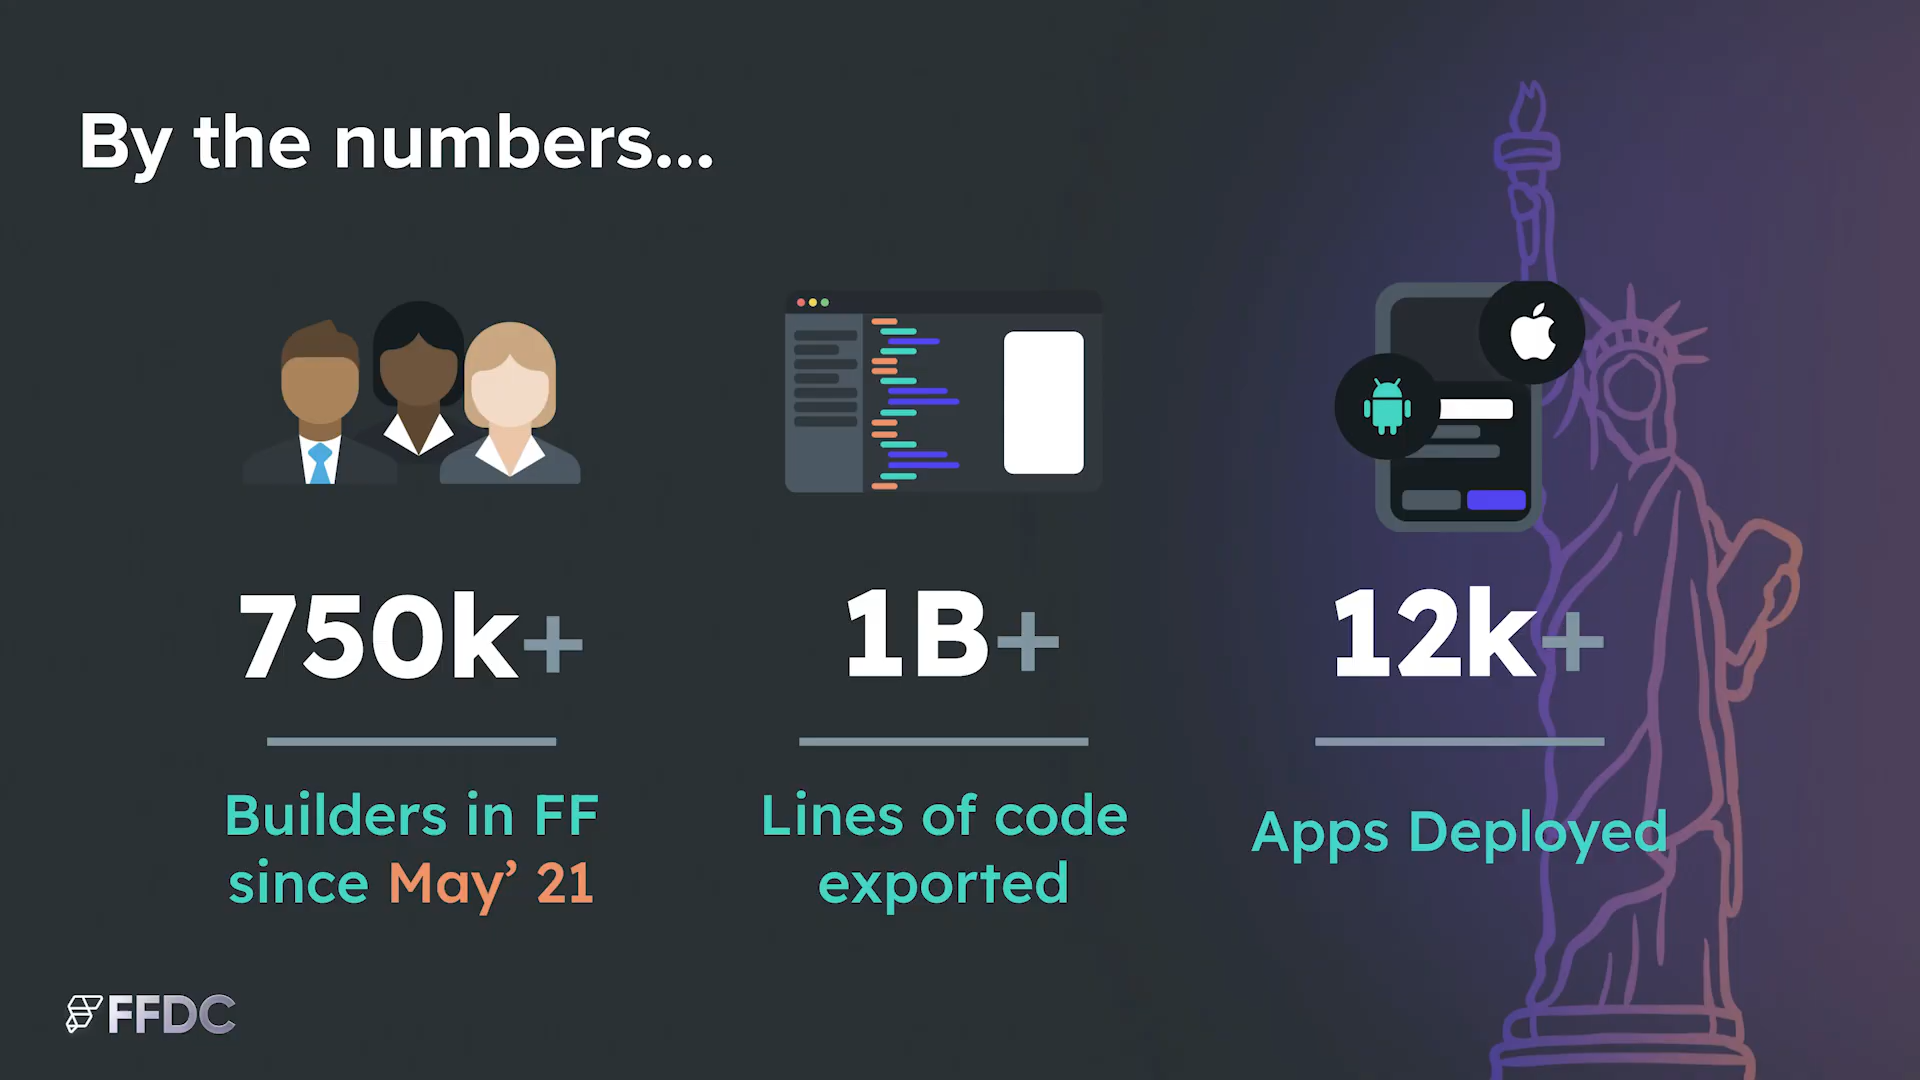 By the numbers...
750k+
Builders in FF
since May’ 21
1B+
Lines of code
exported
12k+
Apps Deployed
FFDC